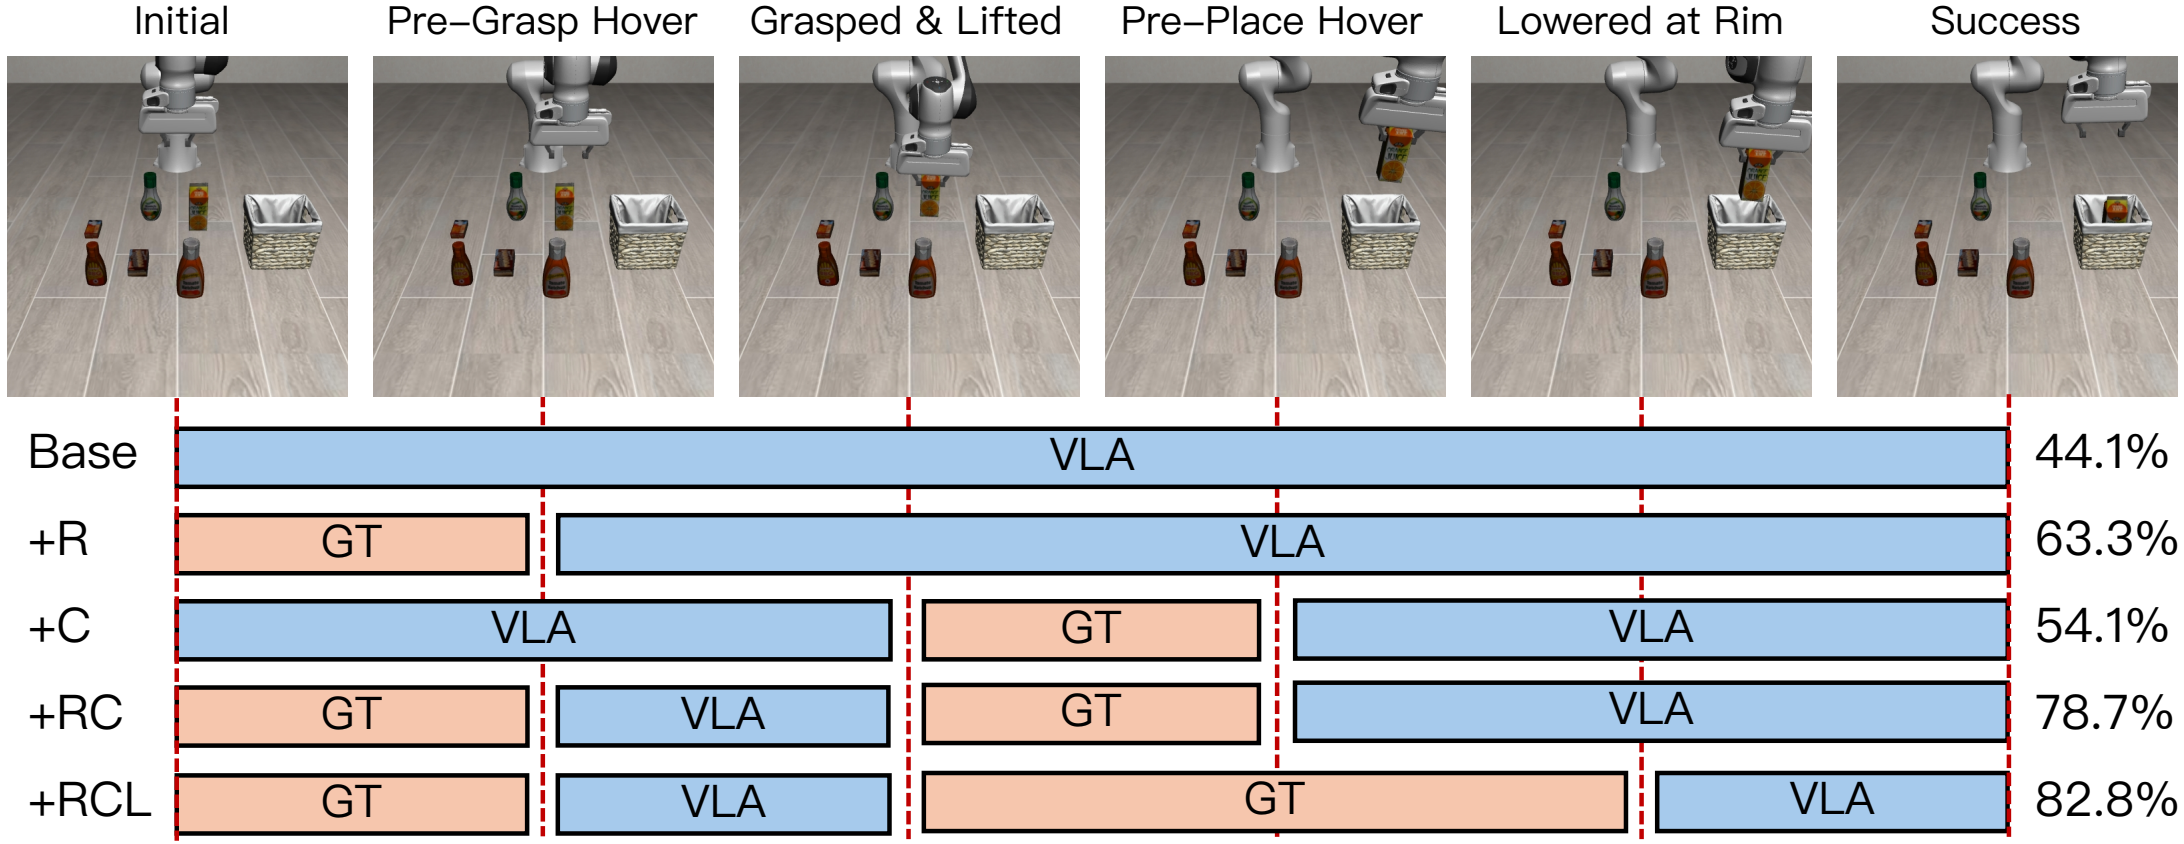 Initial
Pre-Grasp Hover
Grasped & Lifted
Pre-Place Hover
Lowered at Rim
Success
Base
VLA
44.1%
+R
GT
VLA
63.3%
+C
VLA
GT
VLA
54.1%
+RC
GT
VLA
GT
VLA
78.7%
+RCL
GT
VLA
GT
VLA
82.8%